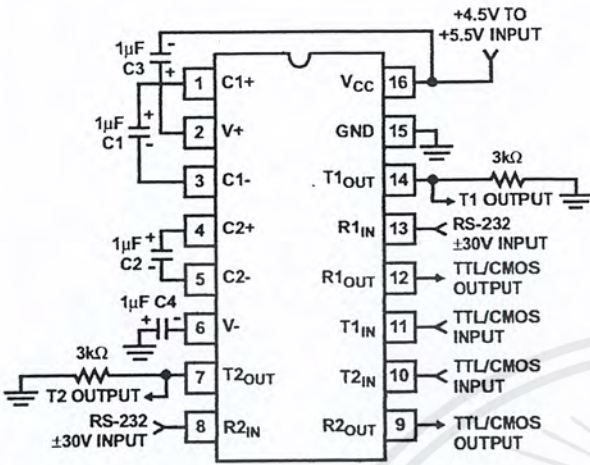 +4.5V TO
+5.5V INPUT
1μF
C3
-
+
1μF
C1
+
-
1μF
C2
+
-
1μF C4
+
-
1 C1+
2 V+
3 C1-
4 C2+
5 C2-
6 V-
7 T2OUT
8 R2IN
VCC 16
GND 15
T1OUT 14
R1IN 13
R1OUT 12
T1IN 11
T2IN 10
R2OUT 9
3kΩ
T1 OUTPUT
RS-232
±30V INPUT
TTL/CMOS
OUTPUT
TTL/CMOS
INPUT
TTL/CMOS
INPUT
TTL/CMOS
OUTPUT
3kΩ
T2 OUTPUT
RS-232
±30V INPUT